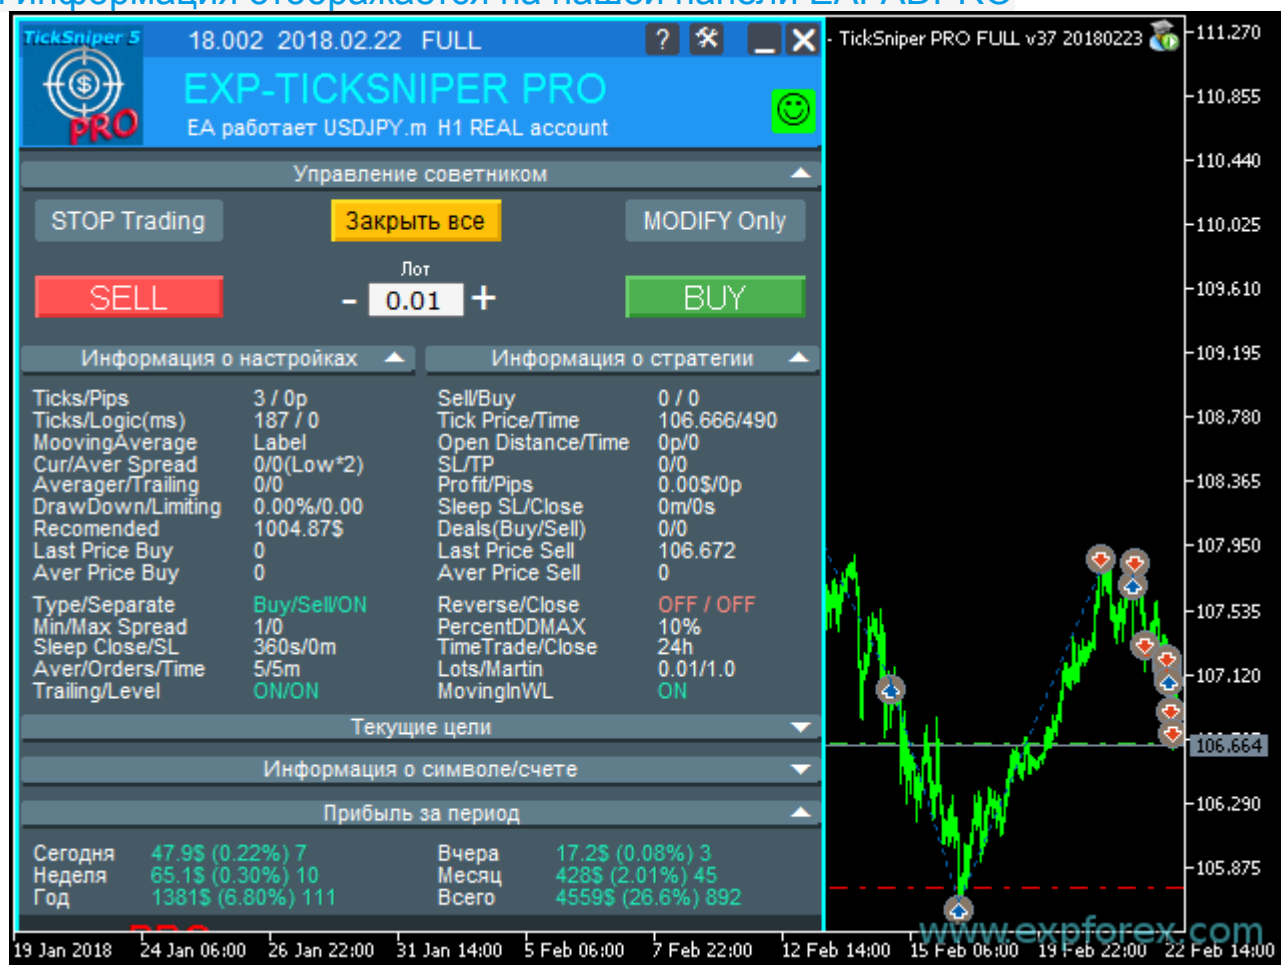 информация отображается на нашей панели EAPADPRO
TickSniper 5 18.002 2018.02.22 FULL ? - TickSniper PRO FULL v37 20180223
EXP-TICKSNIPER PRO
PRO
EA работает USDJPY.m H1 REAL account
Управление советником
STOP Trading Закрыть все MODIFY Only
Лот
SELL - 0.01 + BUY
Информация о настройках Информация о стратегии
Ticks/Pips 3 / 0p Sell/Buy 0 / 0
Ticks/Logic(ms) 187 / 0 Tick Price/Time 106.666/490
MoovingAverage Label Open Distance/Time 0p/0
Cur/Aver Spread 0/0(Low*2) SL/TP 0/0
Averager/Trailing 0/0 Profit/Pips 0.00$/0p
DrawDown/Limiting 0.00%/0.00 Sleep SL/Close 0m/0s
Recomended 1004.87$ Deals(Buy/Sell) 0/0
Last Price Buy 0 Last Price Sell 106.672
Aver Price Buy 0 Aver Price Sell 0
Type/Separate Buy/Sell/ON Reverse/Close OFF / OFF
Min/Max Spread 1/0 PercentDDMAX 10%
Sleep Close/SL 360s/0m TimeTrade/Close 24h
Aver/Orders/Time 5/5m Lots/Martin 0.01/1.0
Trailing/Level ON/ON MovingInWL ON
Текущие цели
Информация о символе/счете
Прибыль за период
Сегодня 47.9$ (0.22%) 7 Вчера 17.2$ (0.08%) 3
Неделя 65.1$ (0.30%) 10 Месяц 428$ (2.01%) 45
Год 1381$ (6.80%) 111 Всего 4559$ (26.6%) 892
111.270
110.855
110.440
110.025
109.610
109.195
108.780
108.365
107.950
107.535
107.120
106.664
106.290
105.875
www.expforex.com
19 Jan 2018 24 Jan 06:00 26 Jan 22:00 31 Jan 14:00 5 Feb 06:00 7 Feb 22:00 12 Feb 14:00 15 Feb 06:00 19 Feb 22:00 22 Feb 14:00